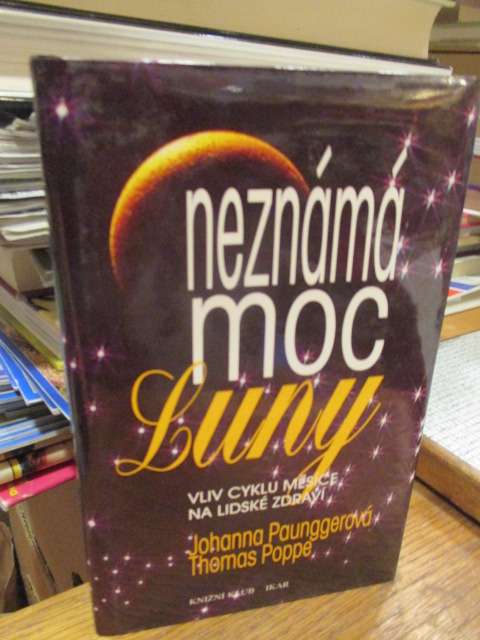 neznámá
moc
Luny
VLIV CYKLU MĚSÍCE
NA LIDSKÉ ZDRAVÍ
Johanna Paunggerová
Thomas Poppe
KNIŽNÍ KLUB IKAR